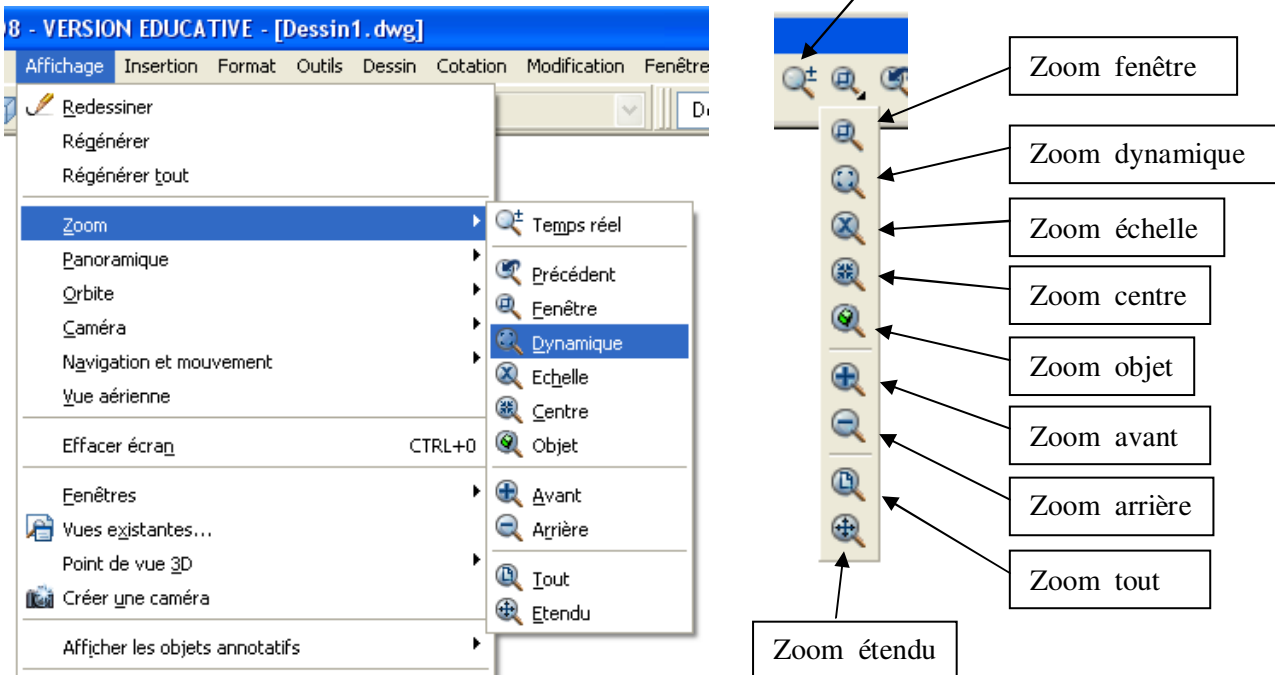 8 - VERSION EDUCATIVE - [Dessin1.dwg]
Affichage Insertion Format Outils Dessin Cotation Modification Fenêtre
Redessiner
Régénérer
Régénérer tout
Zoom
Panoramique
Orbite
Caméra
Navigation et mouvement
Vue aérienne
Effacer écran CTRL+0
Fenêtres
Vues existantes...
Point de vue 3D
Créer une caméra
Afficher les objets annotatifs
Temps réel
Précédent
Fenêtre
Dynamique
Echelle
Centre
Objet
Avant
Arrière
Tout
Etendu
Zoom fenêtre
Zoom dynamique
Zoom échelle
Zoom centre
Zoom objet
Zoom avant
Zoom arrière
Zoom tout
Zoom étendu